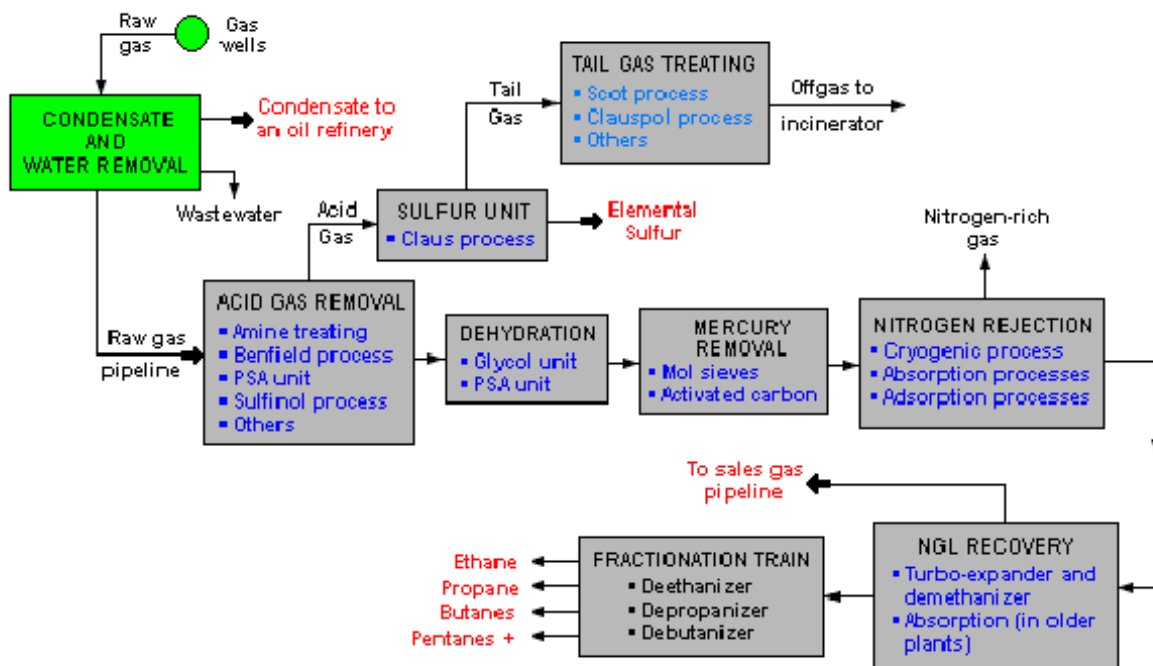 Raw
gas
Gas
wells
CONDENSATE
AND
WATER REMOVAL
Condensate to
an oil refinery
Wastewater
TAIL GAS TREATING
▪ Scot process
▪ Clauspol process
▪ Others
Tail
Gas
Offgas to
incinerator
Acid
Gas
SULFUR UNIT
▪ Claus process
Elemental
Sulfur
Nitrogen-rich
gas
Raw gas
pipeline
ACID GAS REMOVAL
▪ Amine treating
▪ Benfield process
▪ PSA unit
▪ Sulfinol process
▪ Others
DEHYDRATION
▪ Glycol unit
▪ PSA unit
MERCURY
REMOVAL
▪ Mol sieves
▪ Activated carbon
NITROGEN REJECTION
▪ Cryogenic process
▪ Absorption processes
▪ Adsorption processes
To sales gas
pipeline
NGL RECOVERY
▪ Turbo-expander and
demethanizer
▪ Absorption (in older
plants)
FRACTIONATION TRAIN
▪ Deethanizer
▪ Depropanizer
▪ Debutanizer
Ethane
Propane
Butanes
Pentanes +